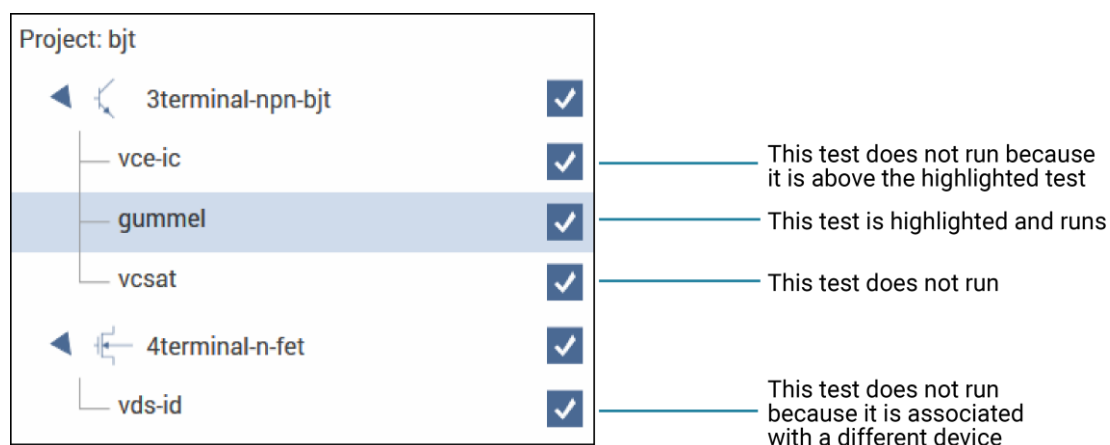 Project: bjt
3terminal-npn-bjt
vce-ic
This test does not run because
it is above the highlighted test
gummel
This test is highlighted and runs
vcsat
This test does not run
4terminal-n-fet
vds-id
This test does not run
because it is associated
with a different device